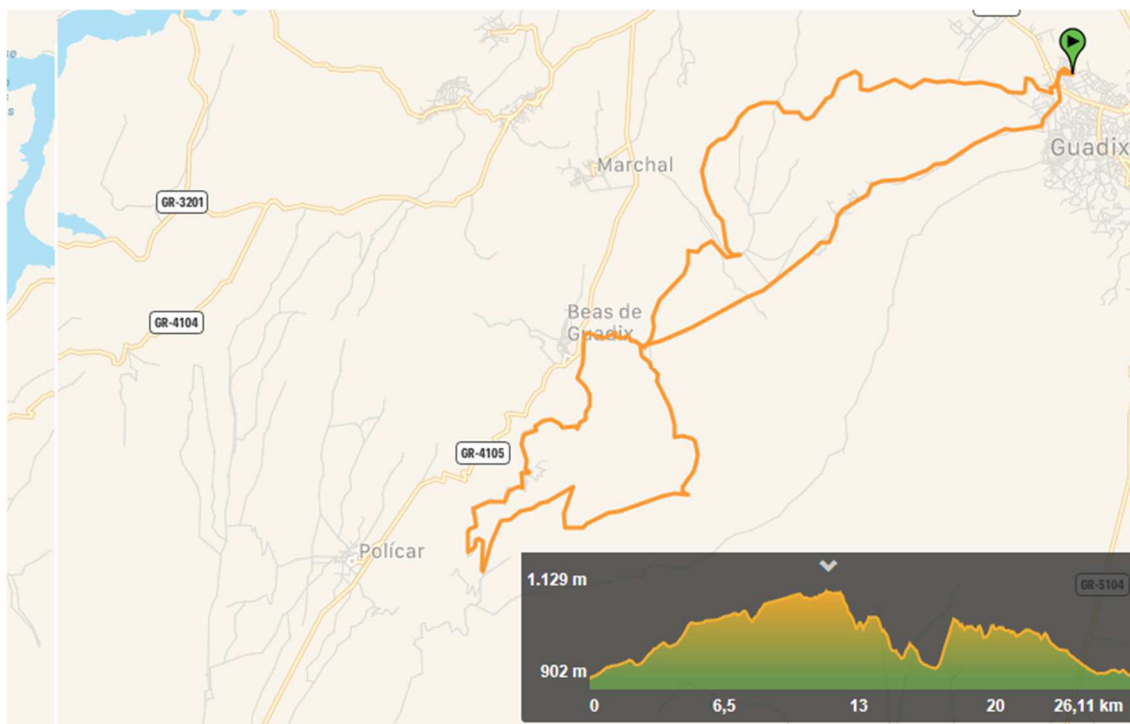 Guadix
Marchal
GR-3201
Beas de
Guadix
GR-4104
GR-4105
Polícar
1.129 m
GR-5104
902 m
0
6,5
13
20
26,11 km